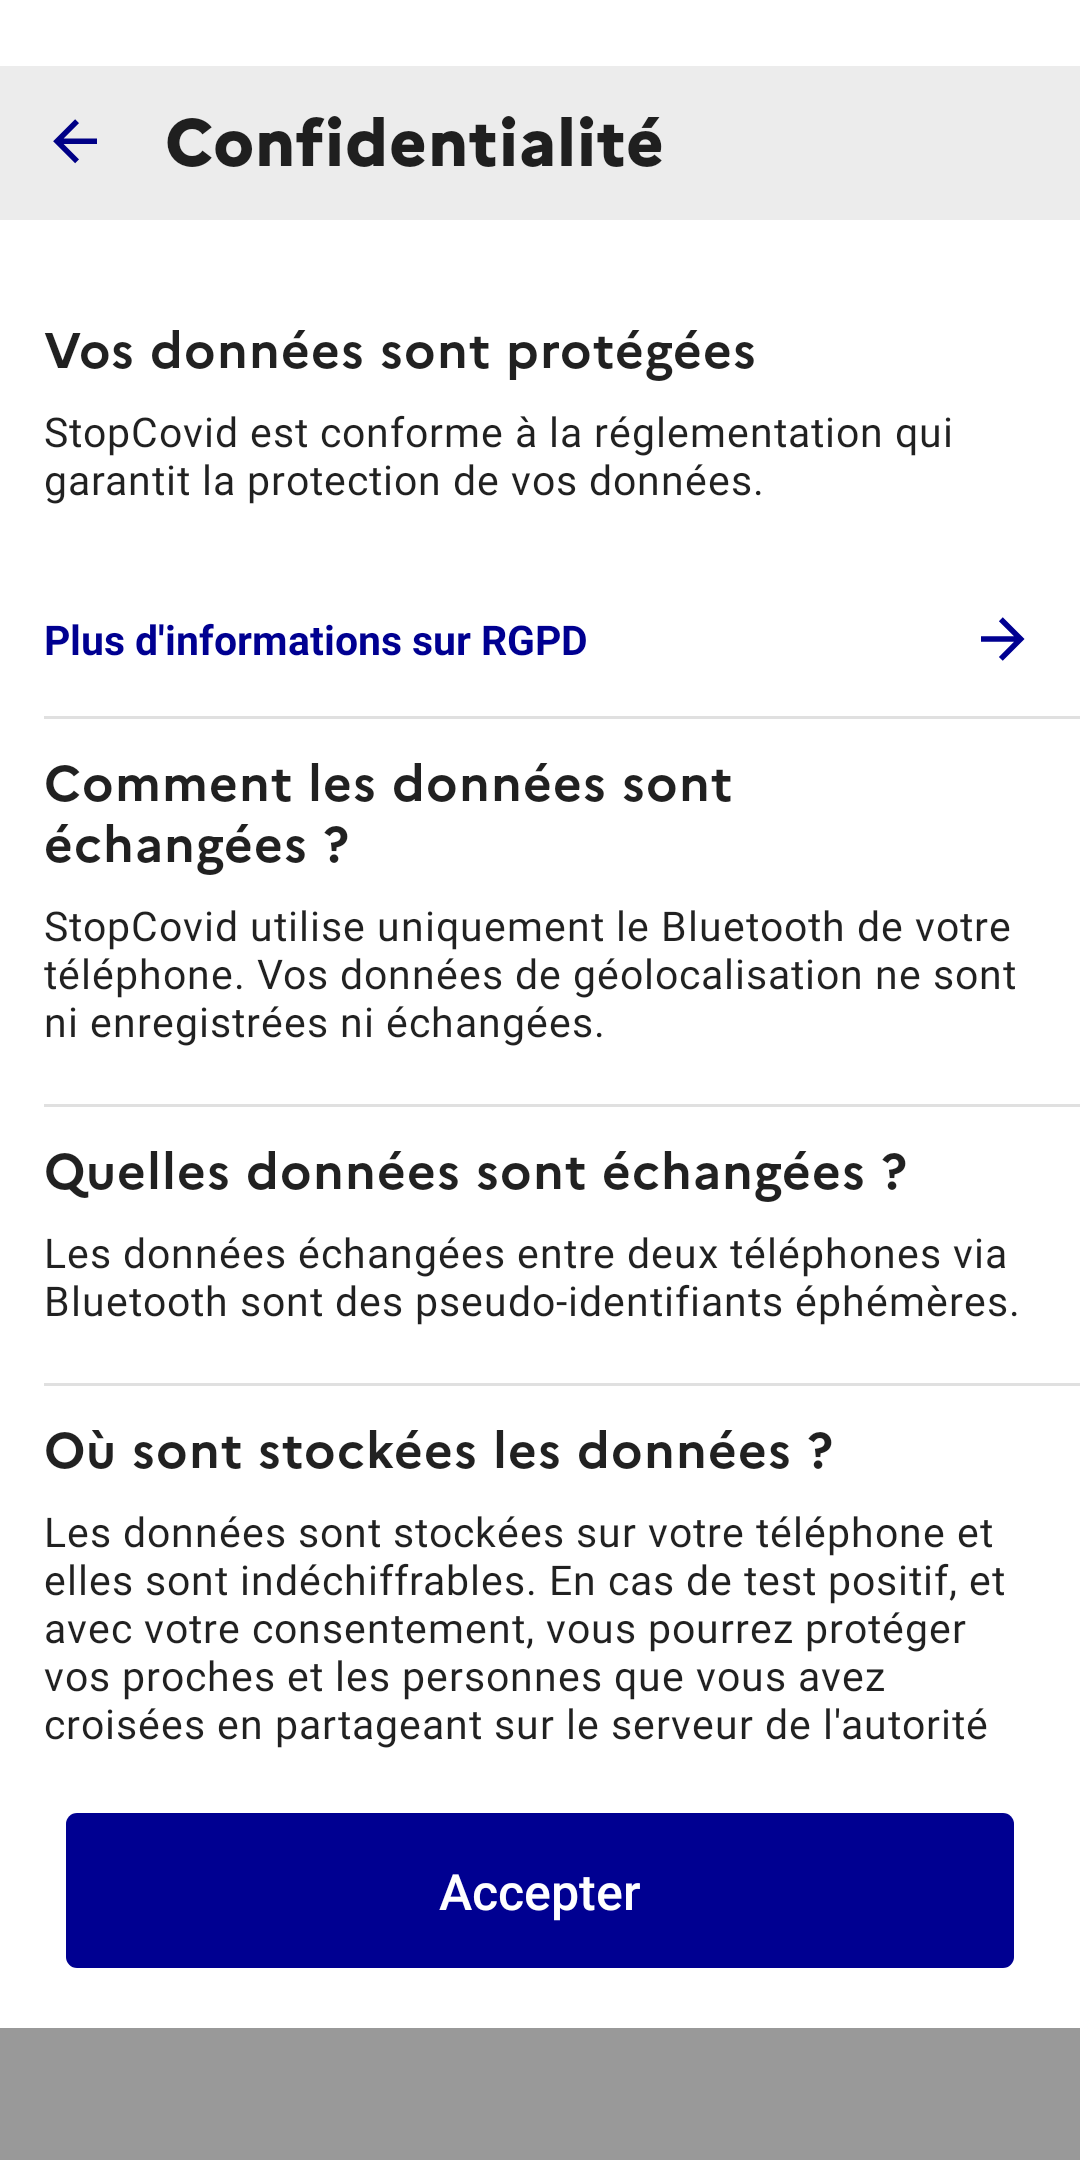 Confidentialité
Vos données sont protégées
StopCovid est conforme à la réglementation qui
garantit la protection de vos données.
Plus d'informations sur RGPD
Comment les données sont
échangées ?
StopCovid utilise uniquement le Bluetooth de votre
téléphone. Vos données de géolocalisation ne sont
ni enregistrées ni échangées.
Quelles données sont échangées ?
Les données échangées entre deux téléphones via
Bluetooth sont des pseudo-identifiants éphémères.
Où sont stockées les données ?
Les données sont stockées sur votre téléphone et
elles sont indéchiffrables. En cas de test positif, et
avec votre consentement, vous pourrez protéger
vos proches et les personnes que vous avez
croisées en partageant sur le serveur de l'autorité
Accepter